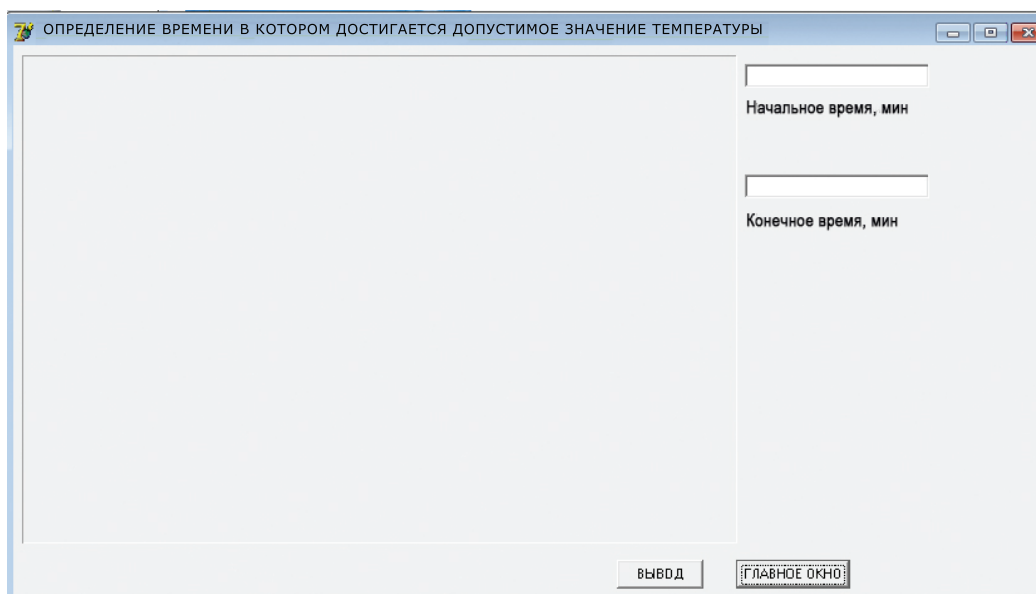 ОПРЕДЕЛЕНИЕ ВРЕМЕНИ В КОТОРОМ ДОСТИГАЕТСЯ ДОПУСТИМОЕ ЗНАЧЕНИЕ ТЕМПЕРАТУРЫ
Начальное время, мин
Конечное время, мин
ВЫВОД
ГЛАВНОЕ ОКНО